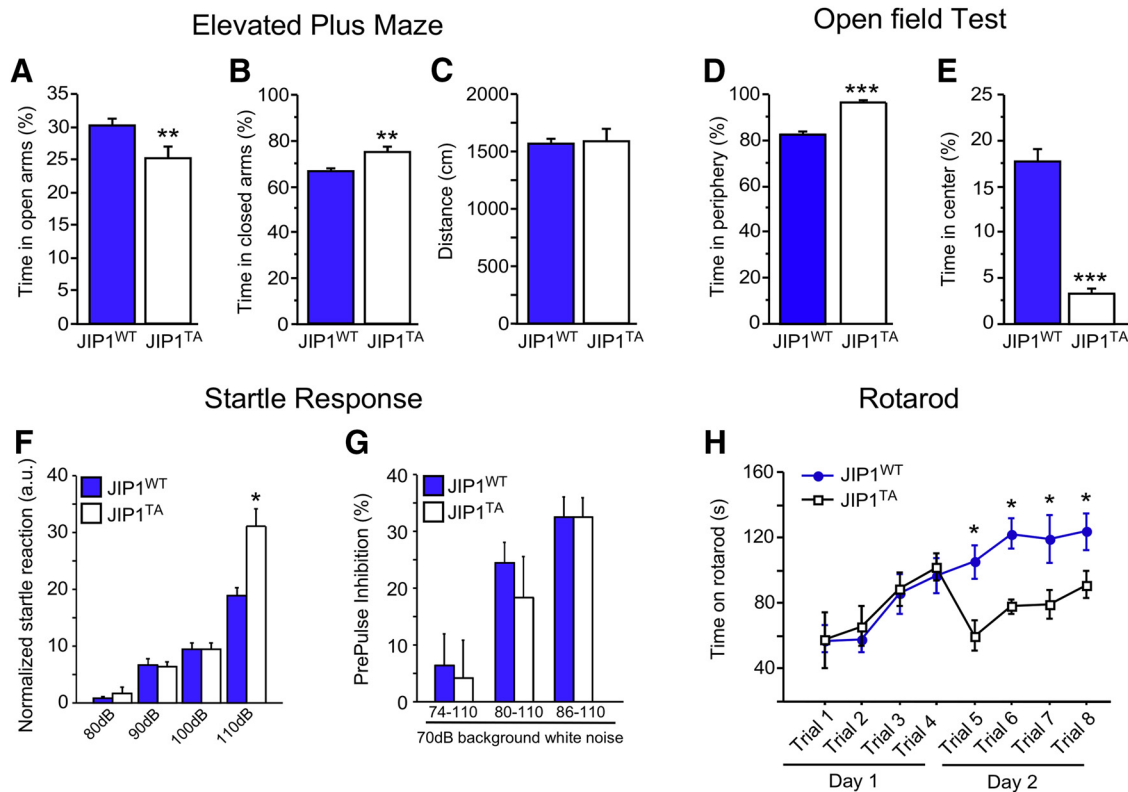 Elevated Plus Maze
Open field Test
A
Time in open arms (%)
35
30
25
20
15
10
5
0
**
JIP1WT JIP1TA
B
Time in closed arms (%)
100
80
60
40
20
0
**
JIP1WT JIP1TA
C
Distance (cm)
2000
1500
1000
500
0
JIP1WT JIP1TA
D
Time in periphery (%)
100
80
60
40
20
0
***
JIP1WT JIP1TA
E
Time in center (%)
25
20
15
10
5
0
***
JIP1WT JIP1TA
Startle Response
Rotarod
F
Normalized startle reaction (a.u.)
40
30
20
10
0
JIP1WT
JIP1TA
*
80dB 90dB 100dB 110dB
G
PrePulse Inhibition (%)
40
30
20
10
0
JIP1WT
JIP1TA
74-110 80-110 86-110
70dB background white noise
H
Time on rotarod (s)
160
120
80
40
JIP1WT
JIP1TA
* * * *
Trial 1 Trial 2 Trial 3 Trial 4 Trial 5 Trial 6 Trial 7 Trial 8
Day 1 Day 2